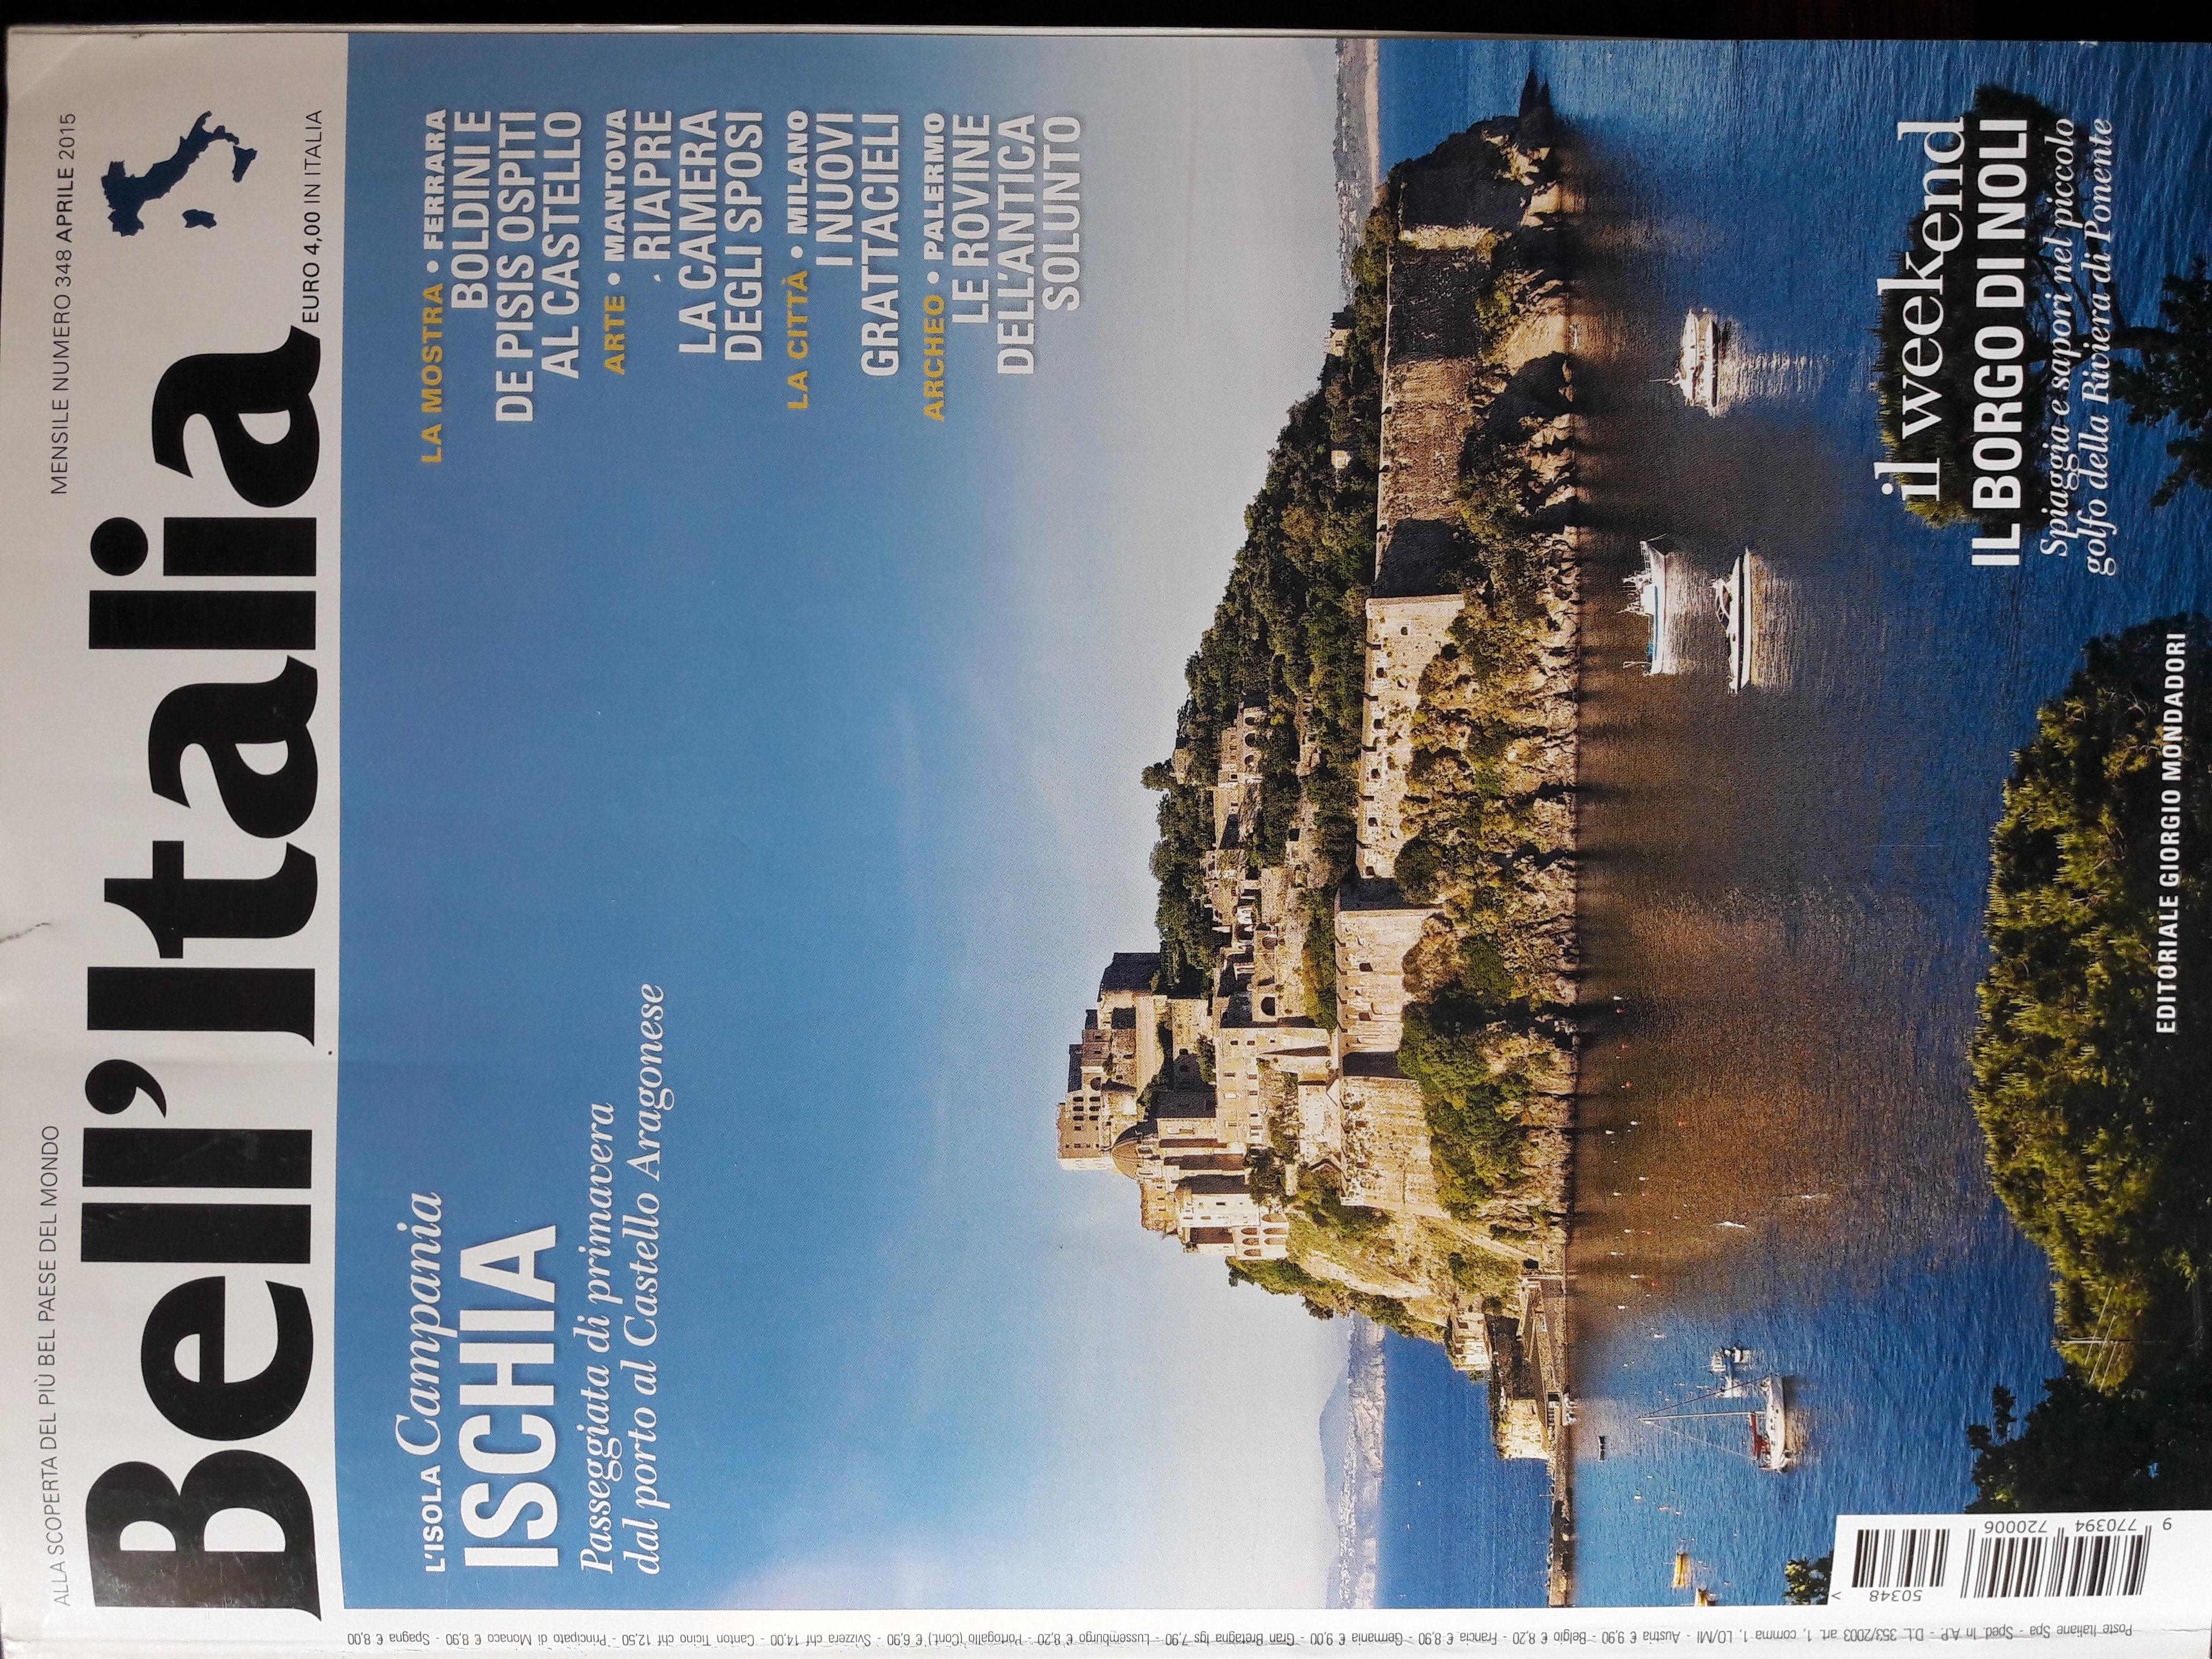 ALLA SCOPERTA DEL PIÙ BEL PAESE DEL MONDO
MENSILE NUMERO 348 APRILE 2015
Bell'Italia
EURO 4,00 IN ITALIA
L'ISOLA Campania
ISCHIA
Passeggiata di primavera
dal porto al Castello Aragonese
LA MOSTRA • FERRARA
BOLDINI E
DE PISIS OSPITI
AL CASTELLO
ARTE • MANTOVA
RIAPRE
LA CAMERA
DEGLI SPOSI
LA CITTÀ • MILANO
I NUOVI
GRATTACIELI
ARCHEO • PALERMO
LE ROVINE
DELL'ANTICA
SOLUNTO
il weekend
IL BORGO DI NOLI
Spiaggia e sapori nel piccolo
golfo della Riviera di Ponente
EDITORIALE GIORGIO MONDADORI
50348
9 770394 720006
Poste Italiane Spa - Sped. In A.P. - D.L. 353/2003 art. 1, comma 1, LO/MI - Austria € 9,90 - Belgio € 8,20 - Francia € 8,90 - Germania € 9,00 - Gran Bretagna lgs 7,90 - Lussemburgo € 8,20 - Portogallo (Cont.) € 6,90 - Svizzera chf 14,00 - Canton Ticino chf 12,50 - Principato di Monaco € 8,90 - Spagna € 8,00